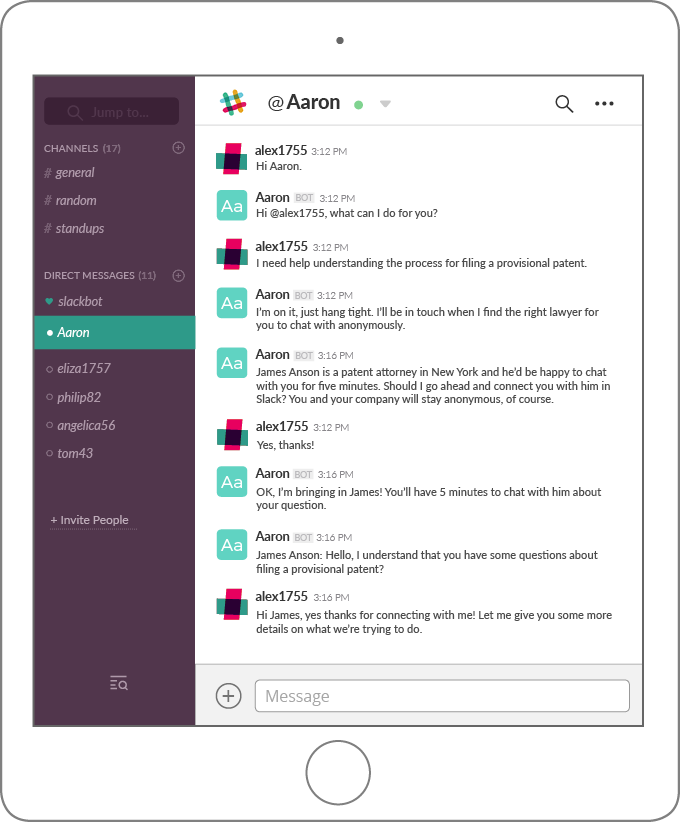 Jump to...
CHANNELS (17)
# general
# random
# standups
DIRECT MESSAGES (11)
slackbot
Aaron
eliza1757
philip82
angelica56
tom43
+ Invite People
@Aaron
alex1755 3:12 PM
Hi Aaron.
Aa
Aaron BOT 3:12 PM
Hi @alex1755, what can I do for you?
alex1755 3:12 PM
I need help understanding the process for filing a provisional patent.
Aa
Aaron BOT 3:12 PM
I'm on it, just hang tight. I'll be in touch when I find the right lawyer for
you to chat with anonymously.
Aa
Aaron BOT 3:16 PM
James Anson is a patent attorney in New York and he'd be happy to chat
with you for five minutes. Should I go ahead and connect you with him in
Slack? You and your company will stay anonymous, of course.
alex1755 3:12 PM
Yes, thanks!
Aa
Aaron BOT 3:16 PM
OK, I'm bringing in James! You'll have 5 minutes to chat with him about
your question.
Aa
Aaron BOT 3:16 PM
James Anson: Hello, I understand that you have some questions about
filing a provisional patent?
alex1755 3:16 PM
Hi James, yes thanks for connecting with me! Let me give you some more
details on what we're trying to do.
Message